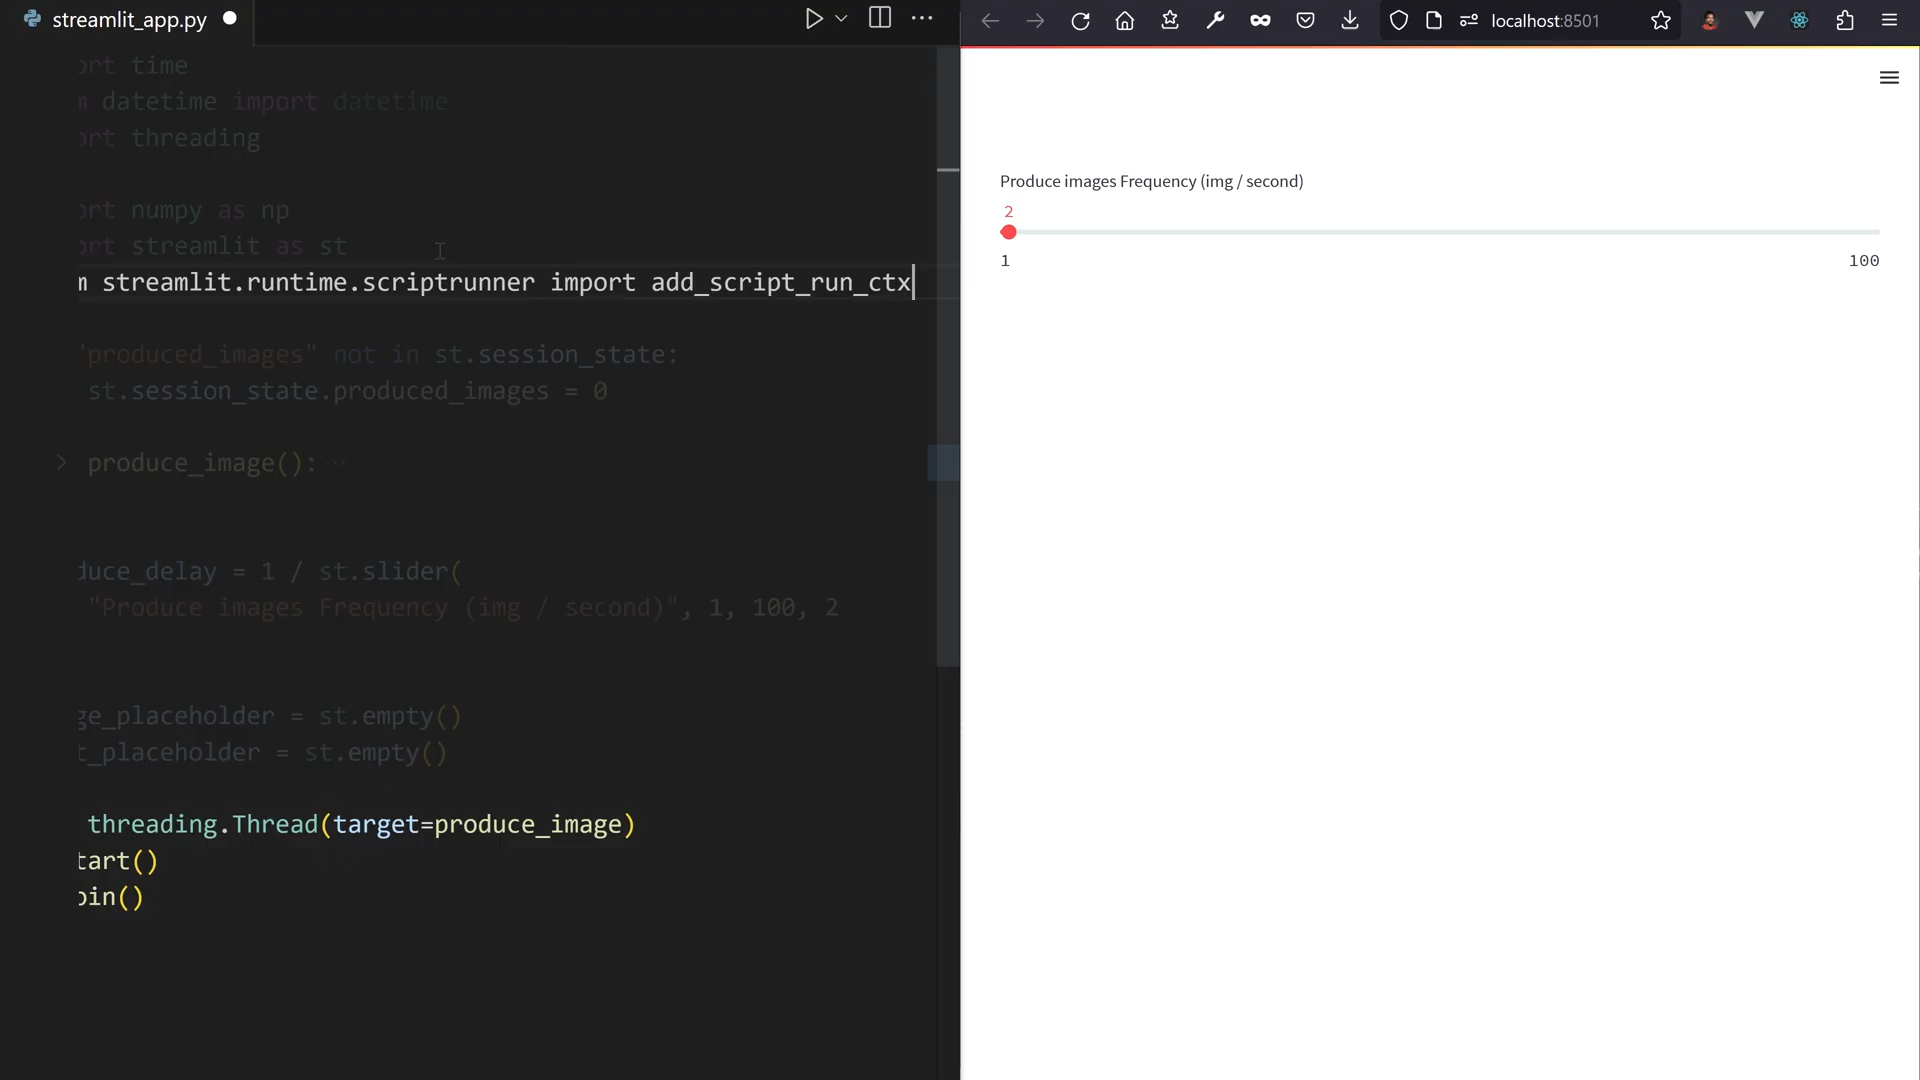 streamlit_app.py
ort time
m datetime import datetime
ort threading
ort numpy as np
ort streamlit as st
m streamlit.runtime.scriptrunner import add_script_run_ctx
"produced_images" not in st.session_state:
st.session_state.produced_images = 0
produce_image(): ...
duce_delay = 1 / st.slider(
"Produce images Frequency (img / second)", 1, 100, 2
ge_placeholder = st.empty()
t_placeholder = st.empty()
threading.Thread(target=produce_image)
tart()
oin()
localhost:8501
Produce images Frequency (img / second)
2
1
100